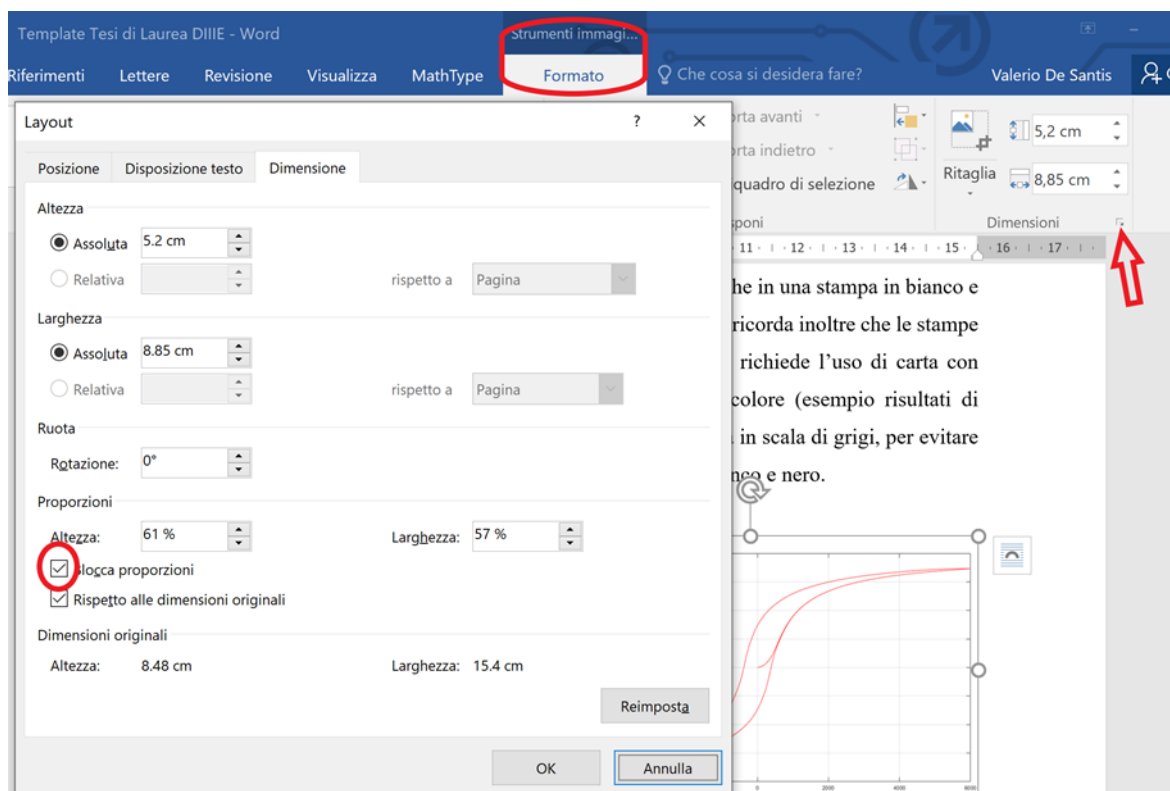 Template Tesi di Laurea DIIIE - Word
Strumenti immagi...
Riferimenti Lettere Revisione Visualizza MathType Formato Che cosa si desidera fare? Valerio De Santis
Layout ? ×
Posizione Disposizione testo Dimensione
Altezza
Assoluta 5.2 cm
Relativa rispetto a Pagina
Larghezza
Assoluta 8.85 cm
Relativa rispetto a Pagina
Ruota
Rotazione: 0°
Proporzioni
Altezza: 61 % Larghezza: 57 %
Blocca proporzioni
Rispetto alle dimensioni originali
Dimensioni originali
Altezza: 8.48 cm Larghezza: 15.4 cm
Reimposta
OK Annulla
orta avanti
orta indietro
quadro di selezione
poni
Ritaglia
5,2 cm
8,85 cm
Dimensioni
11 12 13 14 15 16 17
he in una stampa in bianco e
ricorda inoltre che le stampe
richiede l’uso di carta con
colore (esempio risultati di
in scala di grigi, per evitare
nco e nero.
0 2000 4000 6000